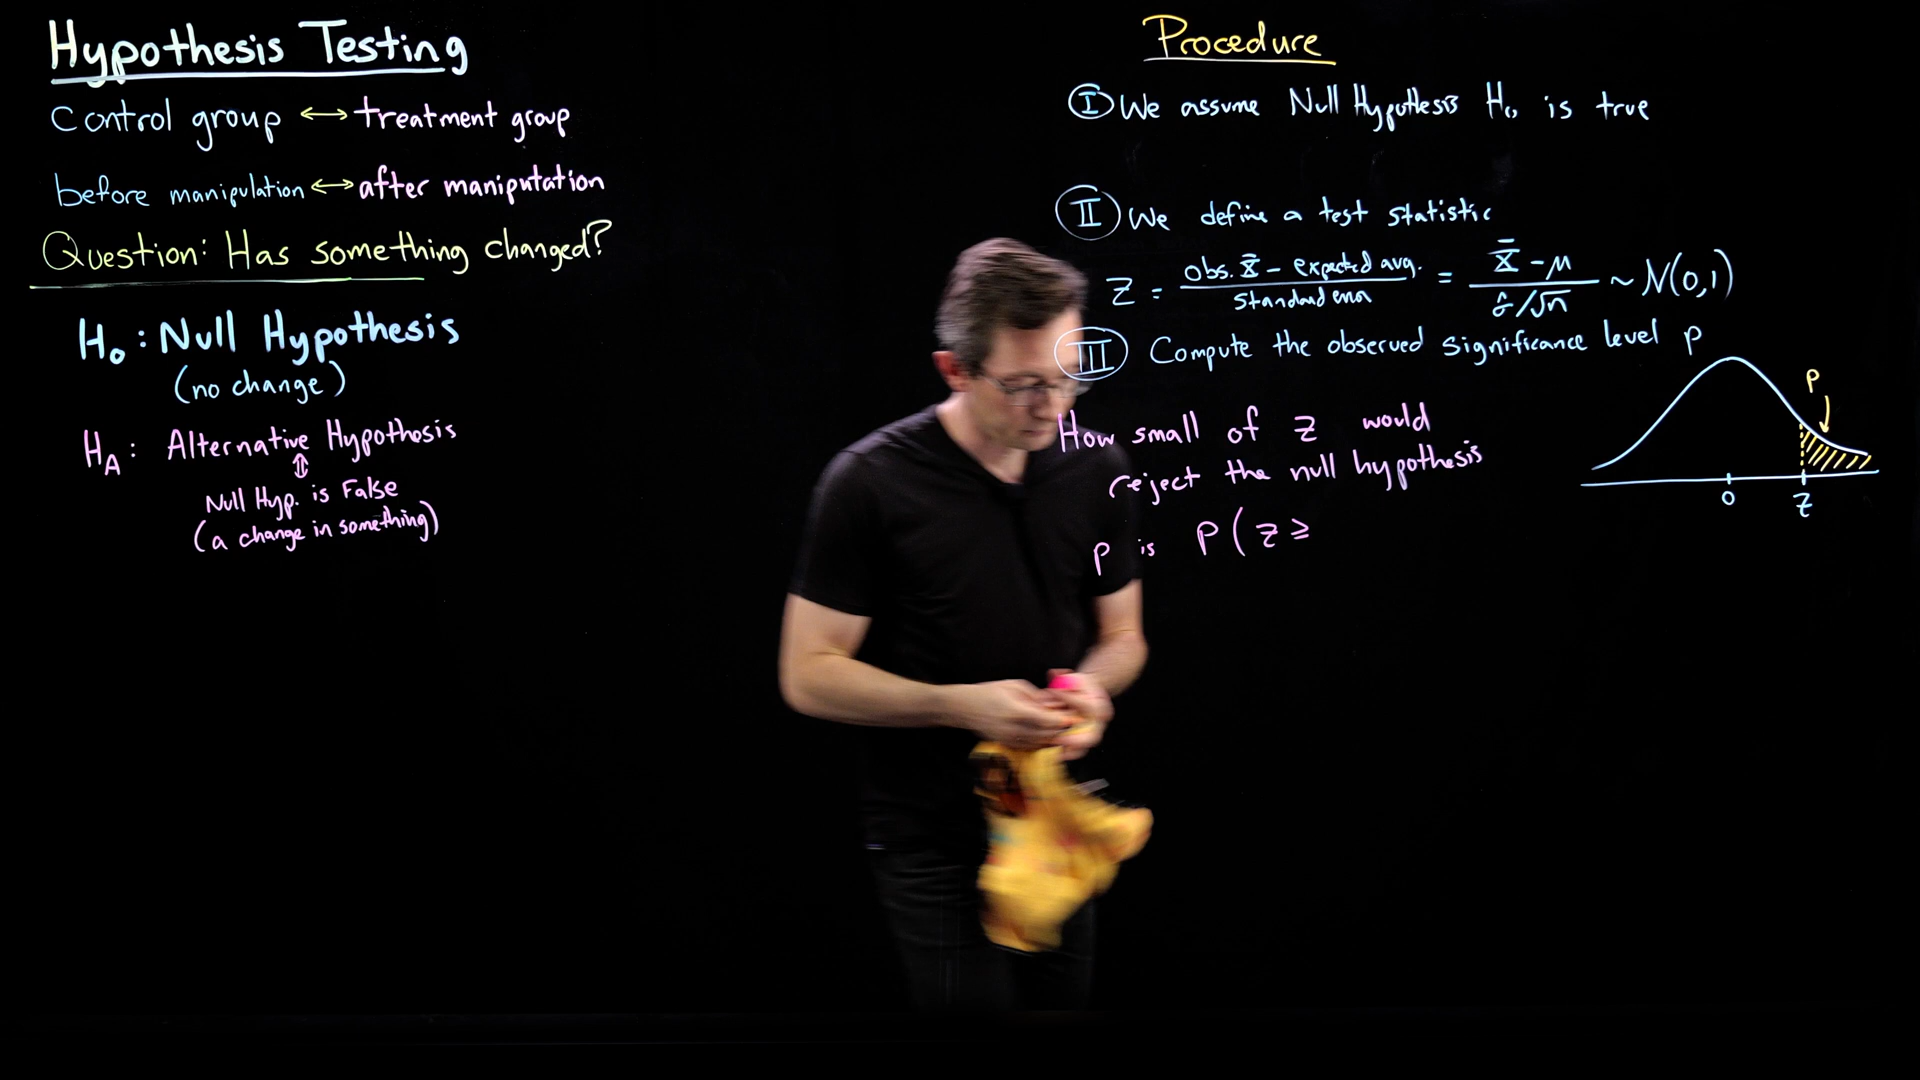 Hypothesis Testing
Control group ↔ treatment group
before manipulation ↔ after manipulation
Question: Has something changed?
H₀: Null Hypothesis
(no change)
H_A: Alternative Hypothesis
⇕
Null Hyp. is False
(a change in something)
Procedure
Ⅰ We assume Null Hypothesis H₀ is true
Ⅱ We define a test statistic
Z = (obs. x̄ − expected avg.)/(standard error) = (X̄ − μ)/(σ̂/√n) ~ N(0,1)
Ⅲ Compute the observed significance level p
How small of z would
reject the null hypothesis
p is P(z ≥
p
0 z